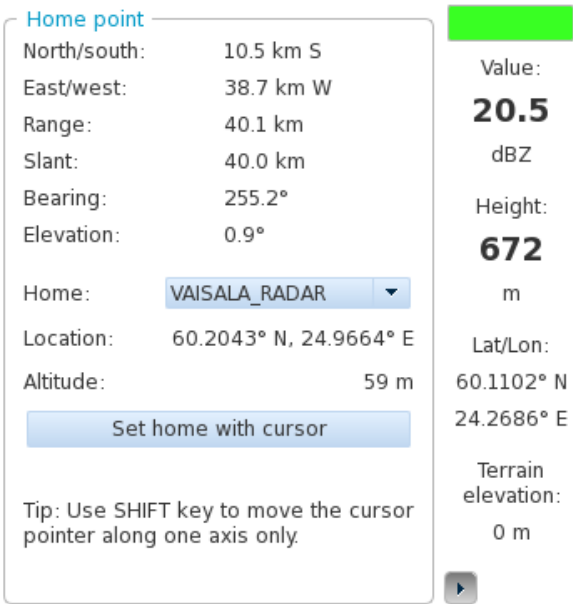 Home point
North/south: 10.5 km S
East/west: 38.7 km W
Range: 40.1 km
Slant: 40.0 km
Bearing: 255.2°
Elevation: 0.9°
Home: VAISALA_RADAR
Location: 60.2043° N, 24.9664° E
Altitude: 59 m
Set home with cursor
Tip: Use SHIFT key to move the cursor
pointer along one axis only.
Value:
20.5
dBZ
Height:
672
m
Lat/Lon:
60.1102° N
24.2686° E
Terrain
elevation:
0 m